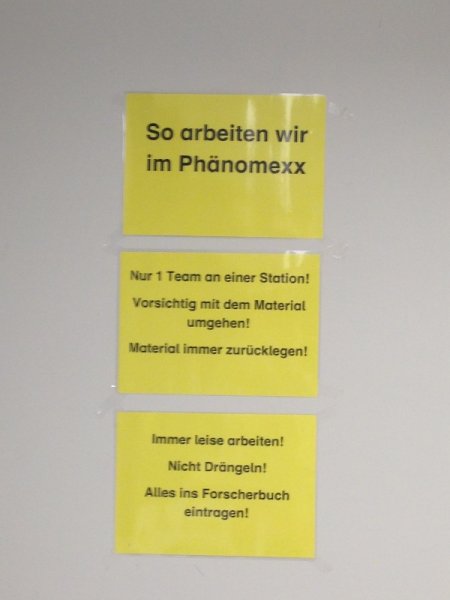 So arbeiten wir
im Phänomexx
Nur 1 Team an einer Station!
Vorsichtig mit dem Material
umgehen!
Material immer zurücklegen!
Immer leise arbeiten!
Nicht Drängeln!
Alles ins Forscherbuch
eintragen!